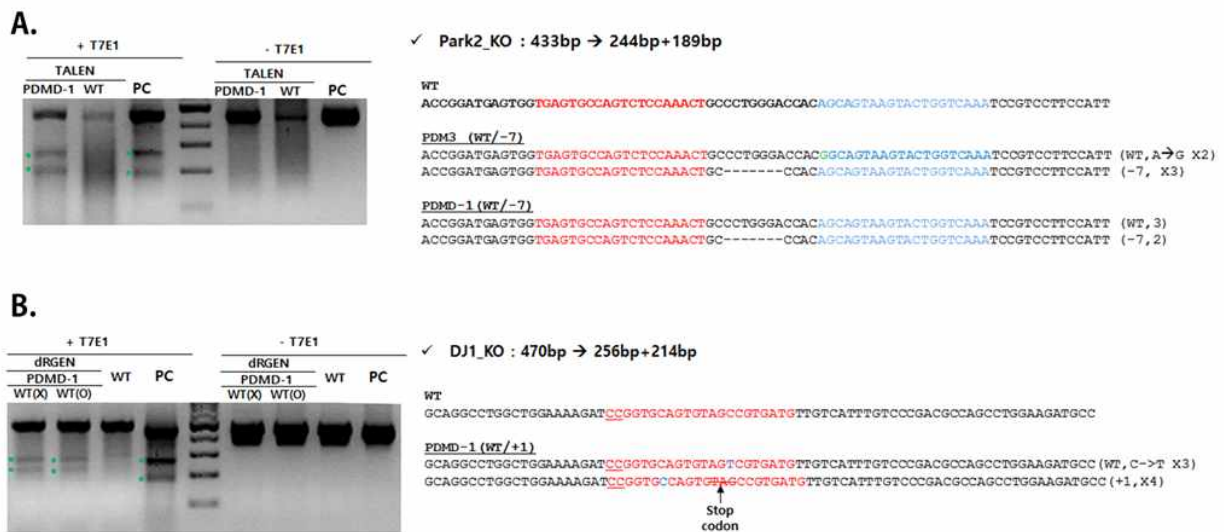 A.
+ T7E1
- T7E1
TALEN
TALEN
PDMD-1 WT PC
PDMD-1 WT PC
✓ Park2_KO : 433bp → 244bp+189bp
WT
ACCGGATGAGTGGTGAGTGCCAGTCTCCAAACTGCCCTGGGACCACAGCAGTAAGTACTGGTCAAATCCGTCCTTCCATT
PDM3 (WT/-7)
ACCGGATGAGTGGTGAGTGCCAGTCTCCAAACTGCCCTGGGACCACGGCAGTAAGTACTGGTCAAATCCGTCCTTCCATT (WT,A→G X2)
ACCGGATGAGTGGTGAGTGCCAGTCTCCAAACTGC-------CCACAGCAGTAAGTACTGGTCAAATCCGTCCTTCCATT (-7, X3)
PDMD-1(WT/-7)
ACCGGATGAGTGGTGAGTGCCAGTCTCCAAACTGCCCTGGGACCACAGCAGTAAGTACTGGTCAAATCCGTCCTTCCATT (WT,3)
ACCGGATGAGTGGTGAGTGCCAGTCTCCAAACTGC-------CCACAGCAGTAAGTACTGGTCAAATCCGTCCTTCCATT (-7,2)
B.
+ T7E1
- T7E1
dRGEN
dRGEN
PDMD-1 WT PC
PDMD-1 WT PC
WT(X) WT(O)
WT(X) WT(O)
✓ DJ1_KO : 470bp → 256bp+214bp
WT
GCAGGCCTGGCTGGAAAAGATCCGGTGCAGTGTAGCCGTGATGTTGTCATTTGTCCCGACGCCAGCCTGGAAGATGCC
PDMD-1(WT/+1)
GCAGGCCTGGCTGGAAAAGATCCGGTGCAGTGTAGTCGTGATGTTGTCATTTGTCCCGACGCCAGCCTGGAAGATGCC(WT,C->T X3)
GCAGGCCTGGCTGGAAAAGATCCGGTGCCAGTGTAGCCGTGATGTTGTCATTTGTCCCGACGCCAGCCTGGAAGATGCC(+1,X4)
Stop
codon